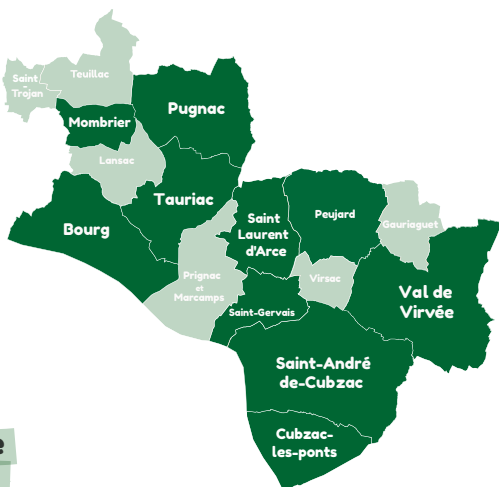 Saint
-
Trojan
Teuillac
Pugnac
Mombrier
Lansac
Tauriac
Bourg
Saint
Laurent
d'Arce
Peujard
Gauriaguet
Prignac
et
Marcamps
Virsac
Val de
Virvée
Saint-Gervais
Saint-André
de-Cubzac
Cubzac-
les-ponts